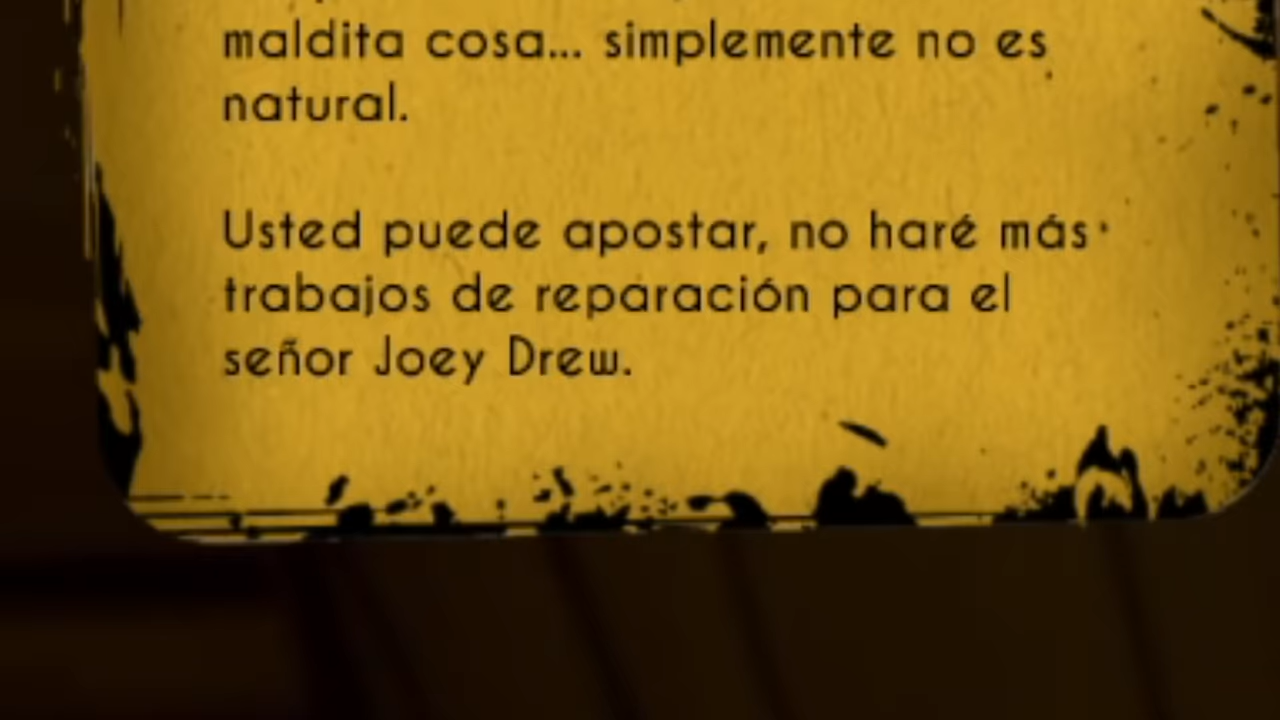 maldita cosa... simplemente no es
natural.
Usted puede apostar, no haré más
trabajos de reparación para el
señor Joey Drew.